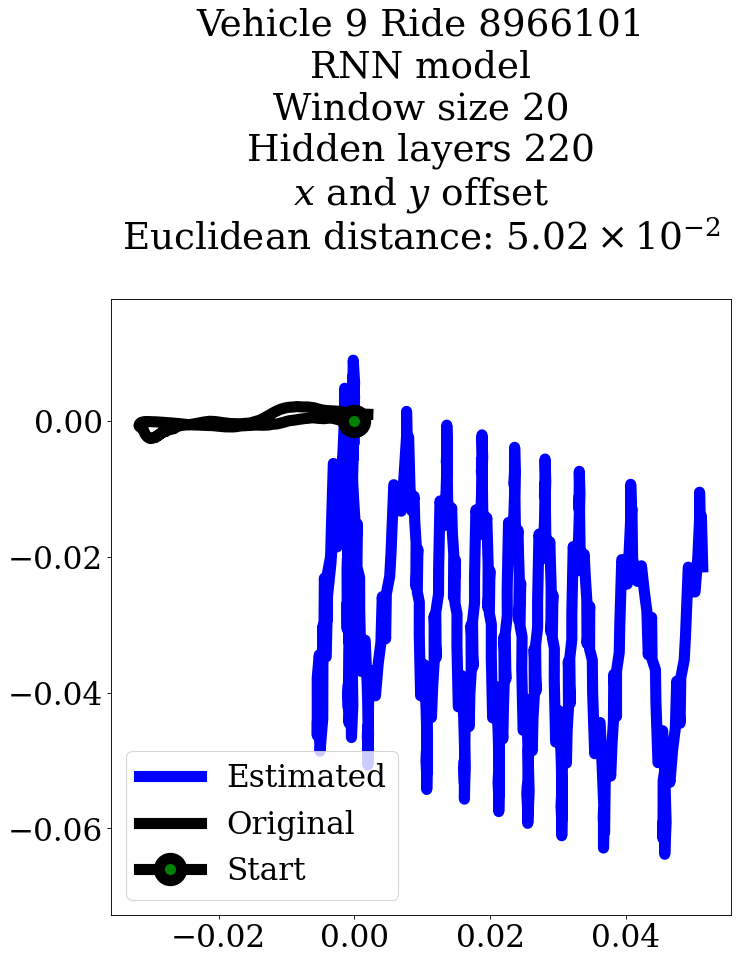 Vehicle 9 Ride 8966101
RNN model
Window size 20
Hidden layers 220
x and y offset
Euclidean distance: 5.02 × 10⁻²
0.00
−0.02
−0.04
−0.06
Estimated
Original
Start
−0.02 0.00 0.02 0.04